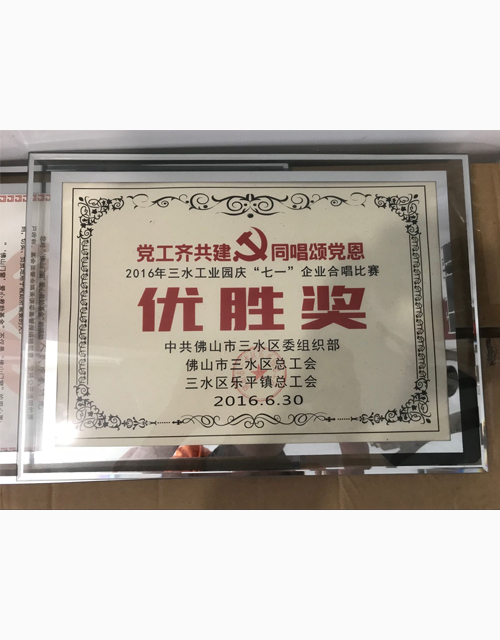 党工齐共建 同唱颂党恩
2016年三水工业园庆“七一”企业合唱比赛
优胜奖
中共佛山市三水区委组织部
佛山市三水区总工会
三水区乐平镇总工会
2016.6.30